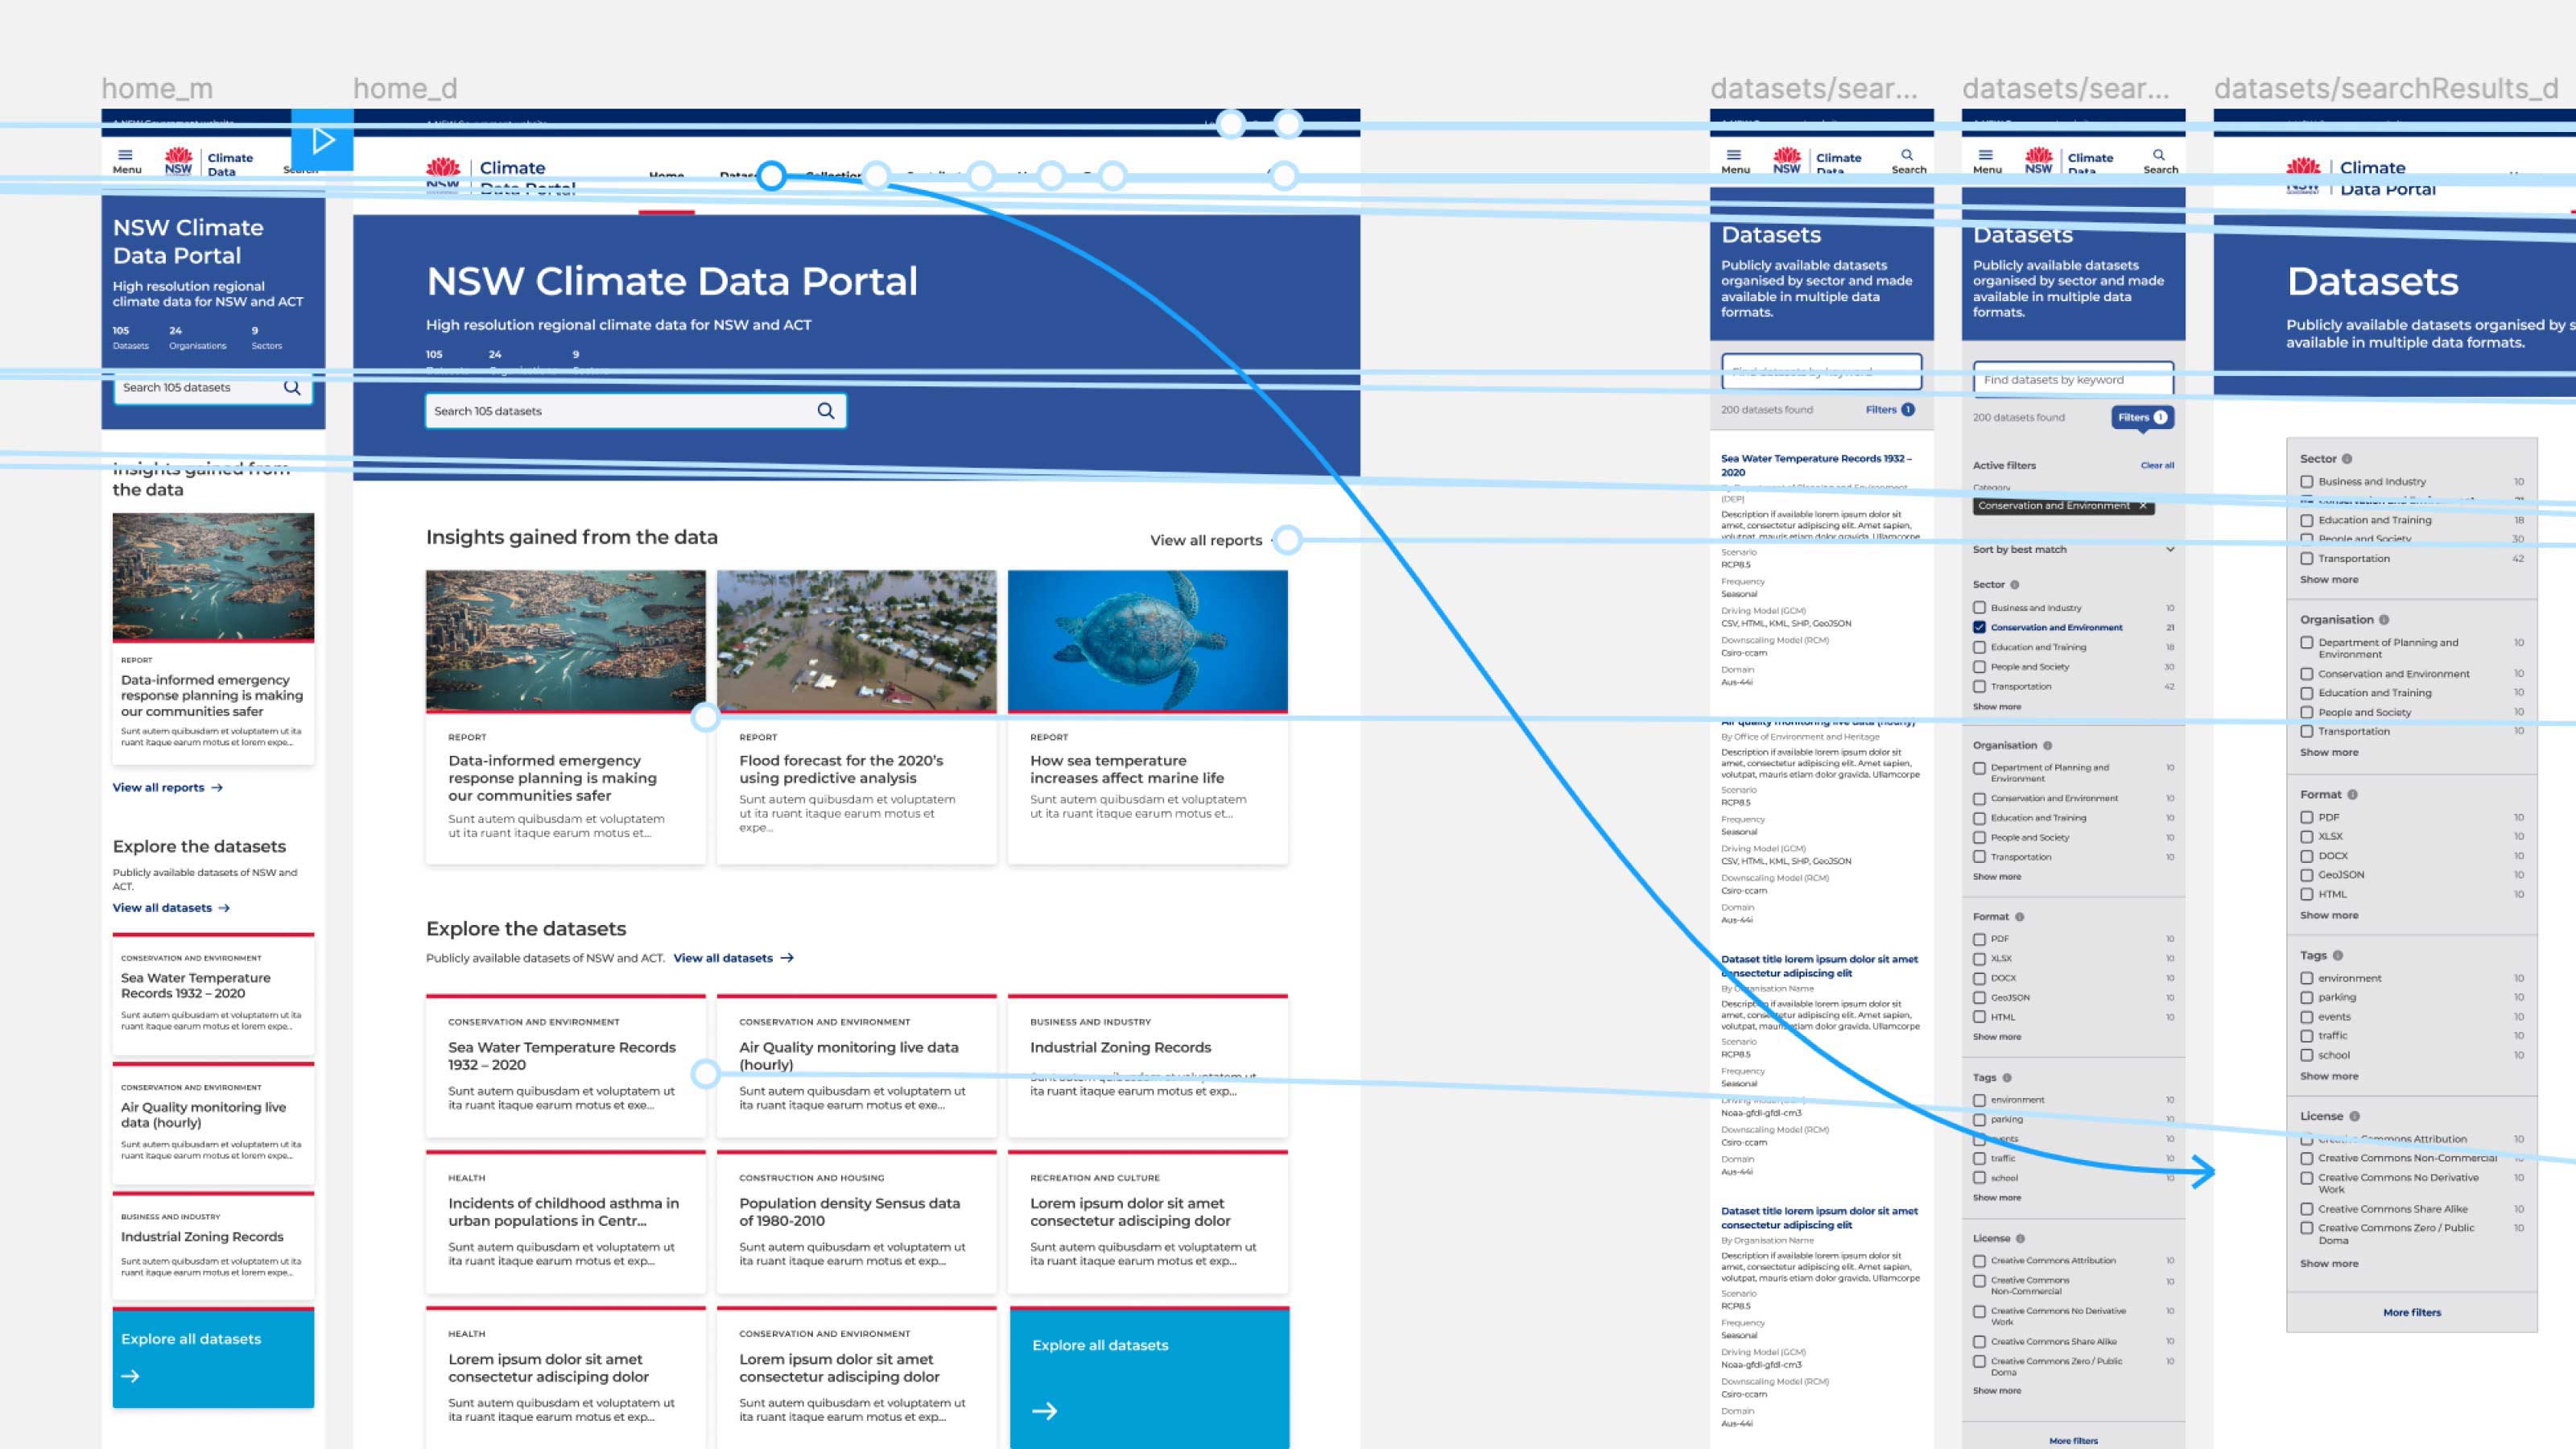 home_m
Menu
NSW
Climate
Data
NSW Climate
Data Portal
High resolution regional
climate data for NSW and ACT
105
24
9
Datasets
Organisations
Sectors
Search 105 datasets
Insights gained from
the data
REPORT
Data-informed emergency
response planning is making
our communities safer
Sunt autem quibusdam et voluptatem ut ita
ruant itaque earum motus et lorem expe...
View all reports →
Explore the datasets
Publicly available datasets of NSW and
ACT.
View all datasets →
CONSERVATION AND ENVIRONMENT
Sea Water Temperature
Records 1932 – 2020
Sunt autem quibusdam et voluptatem ut ita
ruant itaque earum motus et lorem expe...
CONSERVATION AND ENVIRONMENT
Air Quality monitoring live
data (hourly)
Sunt autem quibusdam et voluptatem ut ita
ruant itaque earum motus et lorem expe...
BUSINESS AND INDUSTRY
Industrial Zoning Records
Sunt autem quibusdam et voluptatem ut ita
ruant itaque earum motus et lorem expe...
Explore all datasets
→
home_d
NSW
Climate
Data Portal
Home
NSW Climate Data Portal
High resolution regional climate data for NSW and ACT
105
24
9
Search 105 datasets
Insights gained from the data
View all reports
REPORT
Data-informed emergency
response planning is making
our communities safer
Sunt autem quibusdam et voluptatem
ut ita ruant itaque earum motus et...
REPORT
Flood forecast for the 2020's
using predictive analysis
Sunt autem quibusdam et voluptatem
ut ita ruant itaque earum motus et
expe...
REPORT
How sea temperature
increases affect marine life
Sunt autem quibusdam et voluptatem
ut ita ruant itaque earum motus et...
Explore the datasets
Publicly available datasets of NSW and ACT. View all datasets →
CONSERVATION AND ENVIRONMENT
Sea Water Temperature Records
1932 – 2020
Sunt autem quibusdam et voluptatem ut
ita ruant itaque earum motus et exe...
CONSERVATION AND ENVIRONMENT
Air Quality monitoring live data
(hourly)
Sunt autem quibusdam et voluptatem ut
ita ruant itaque earum motus et exe...
BUSINESS AND INDUSTRY
Industrial Zoning Records
Sunt autem quibusdam et voluptatem ut
ita ruant itaque earum motus et exp...
HEALTH
Incidents of childhood asthma in
urban populations in Centr...
Sunt autem quibusdam et voluptatem ut
ita ruant itaque earum motus et exp...
CONSTRUCTION AND HOUSING
Population density Sensus data
of 1980-2010
Sunt autem quibusdam et voluptatem ut
ita ruant itaque earum motus et exp...
RECREATION AND CULTURE
Lorem ipsum dolor sit amet
consectetur adisciping dolor
Sunt autem quibusdam et voluptatem ut
ita ruant itaque earum motus et exp...
HEALTH
Lorem ipsum dolor sit amet
consectetur adisciping dolor
Sunt autem quibusdam et voluptatem ut
ita ruant itaque earum motus et exp...
CONSERVATION AND ENVIRONMENT
Lorem ipsum dolor sit amet
consectetur adisciping dolor
Sunt autem quibusdam et voluptatem ut
ita ruant itaque earum motus et exp...
Explore all datasets
→
datasets/sear...
Menu
NSW
Climate
Data
Search
Datasets
Publicly available datasets
organised by sector and made
available in multiple data
formats.
Find datasets by keyword
200 datasets found
Filters 1
Sea Water Temperature Records 1932 –
2020
By Department of Planning and Environment
(DEP)
Description if available lorem ipsum dolor sit
amet, consectetur adipiscing elit. Amet sapien,
volutpat, mauris etiam dolor gravida. Ullamcorpe
Scenario
RCP8.5
Frequency
Seasonal
Driving Model (GCM)
CSV, HTML, KML, SHP, GeoJSON
Downscaling Model (RCM)
Csiro-ccam
Domain
Aus-44i
Air quality monitoring live data (hourly)
By Office of Environment and Heritage
Description if available lorem ipsum dolor sit
amet, consectetur adipiscing elit. Amet sapien,
volutpat, mauris etiam dolor gravida. Ullamcorpe
Scenario
RCP8.5
Frequency
Seasonal
Driving Model (GCM)
CSV, HTML, KML, SHP, GeoJSON
Downscaling Model (RCM)
Csiro-ccam
Domain
Aus-44i
Dataset title lorem ipsum dolor sit amet
consectetur adipiscing elit
By Organisation Name
Description if available lorem ipsum dolor sit
amet, consectetur adipiscing elit. Amet sapien,
volutpat, mauris etiam dolor gravida. Ullamcorpe
Scenario
RCP8.5
Frequency
Seasonal
Noaa-gfdl-gfdl-cm3
Downscaling Model (RCM)
Csiro-ccam
Domain
Aus-44i
Dataset title lorem ipsum dolor sit amet
consectetur adipiscing elit
By Organisation Name
Description if available lorem ipsum dolor sit
amet, consectetur adipiscing elit. Amet sapien,
volutpat, mauris etiam dolor gravida. Ullamcorpe
Scenario
RCP8.5
Frequency
Seasonal
Driving Model (GCM)
Noaa-gfdl-gfdl-cm3
Downscaling Model (RCM)
Csiro-ccam
Domain
Aus-44i
datasets/sear...
Menu
NSW
Climate
Data
Search
Datasets
Publicly available datasets
organised by sector and made
available in multiple data
formats.
Find datasets by keyword
200 datasets found
Filters 1
Active filters
Clear all
Category
Conservation and Environment ×
Sort by best match
Sector
Business and Industry 10
Conservation and Environment 21
Education and Training 18
People and Society 30
Transportation 42
Show more
Organisation
Department of Planning and 10
Environment
Conservation and Environment 10
Education and Training 10
People and Society 10
Transportation 10
Show more
Format
PDF 10
XLSX 10
DOCX 10
GeoJSON 10
HTML 10
Show more
Tags
environment 10
parking 10
events 10
traffic 10
school 10
Show more
License
Creative Commons Attribution 10
Creative Commons 10
Non-Commercial
Creative Commons No Derivative 10
Work
Creative Commons Share Alike 10
Creative Commons Zero / Public 10
Doma
Show more
More filters
datasets/searchResults_d
NSW
Climate
Data Portal
Datasets
Publicly available datasets organised by s
available in multiple data formats.
Sector
Business and Industry 10
Conservation and Environment 21
Education and Training 18
People and Society 30
Transportation 42
Show more
Organisation
Department of Planning and 10
Environment
Conservation and Environment 10
Education and Training 10
People and Society 10
Transportation 10
Show more
Format
PDF 10
XLSX 10
DOCX 10
GeoJSON 10
HTML 10
Show more
Tags
environment 10
parking 10
events 10
traffic 10
school 10
Show more
License
Creative Commons Attribution 10
Creative Commons Non-Commercial
Creative Commons No Derivative 10
Work
Creative Commons Share Alike 10
Creative Commons Zero / Public 10
Doma
Show more
More filters